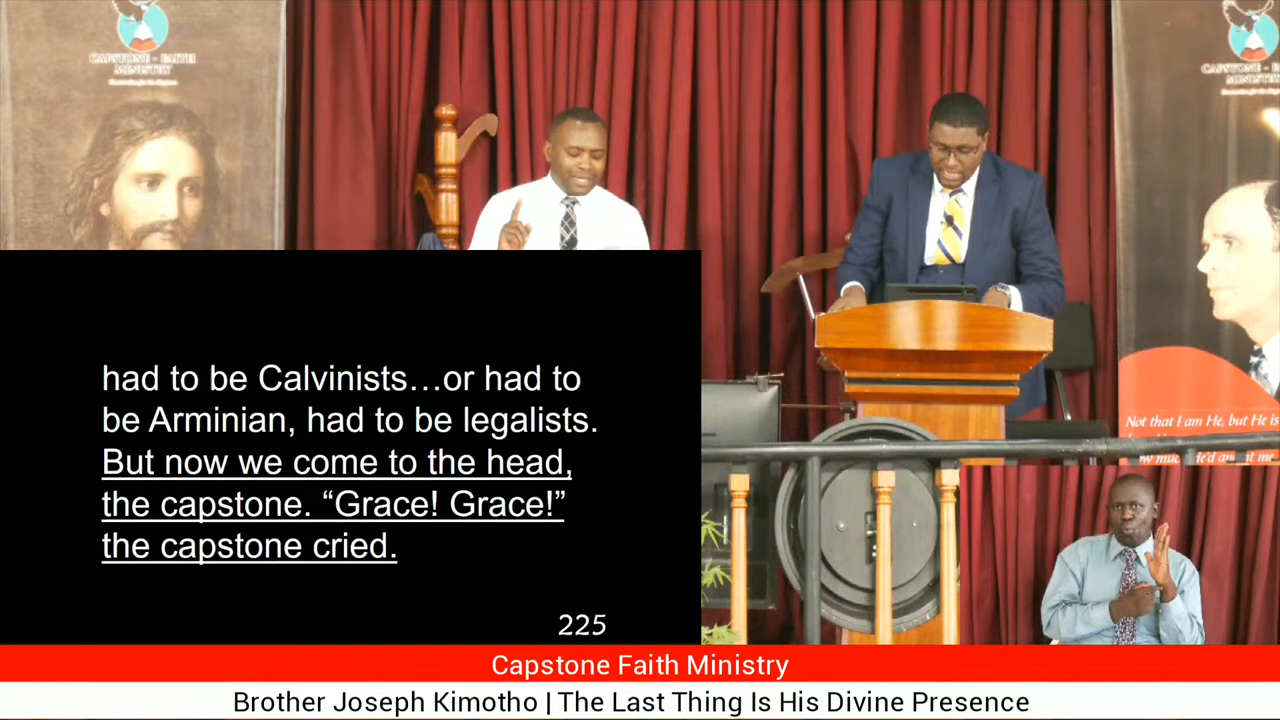 CAPSTONE - FAITH
MINISTRY
CAPSTONE - F
MINISTRY
had to be Calvinists…or had to
be Arminian, had to be legalists.
But now we come to the head,
the capstone. “Grace! Grace!”
the capstone cried.
225
Not that I am He, but He is
Capstone Faith Ministry
Brother Joseph Kimotho | The Last Thing Is His Divine Presence